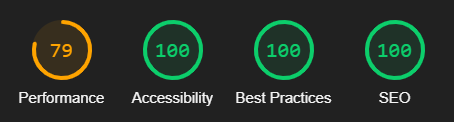 79 100 100 100
Performance Accessibility Best Practices SEO